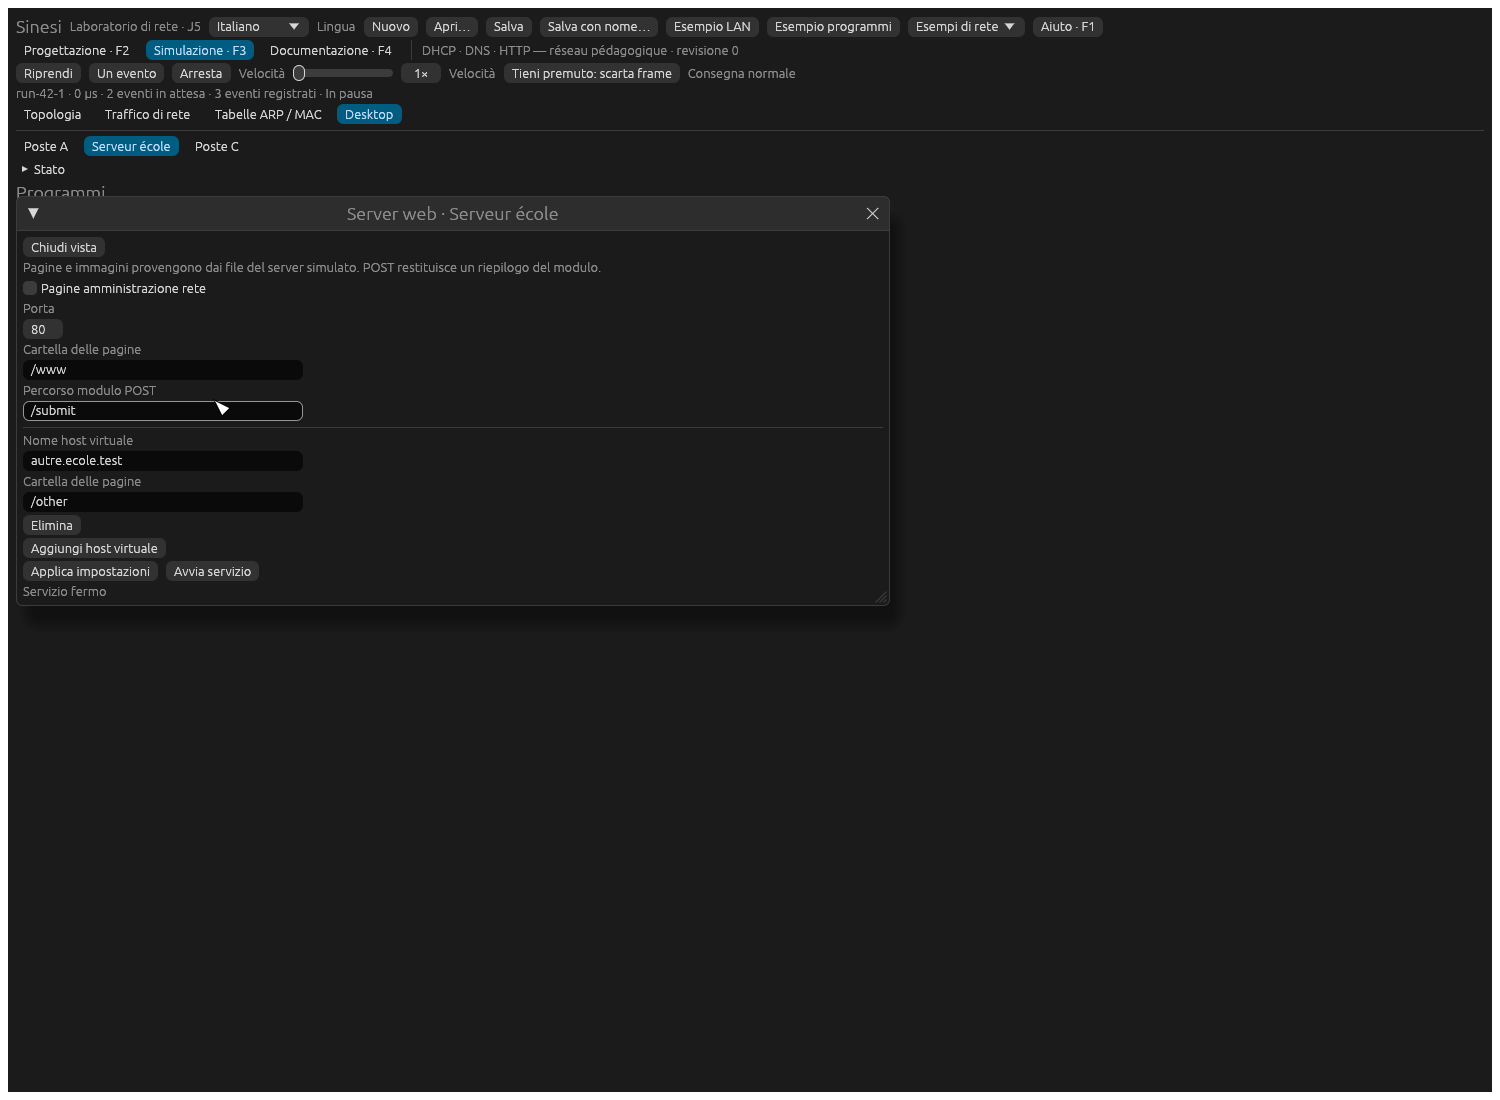 Sinesi Laboratorio di rete · J5 Italiano Lingua Nuovo Apri… Salva Salva con nome… Esempio LAN Esempio programmi Esempi di rete Aiuto · F1
Progettazione · F2 Simulazione · F3 Documentazione · F4 DHCP · DNS · HTTP — réseau pédagogique · revisione 0
Riprendi Un evento Arresta Velocità 1× Velocità Tieni premuto: scarta frame Consegna normale
run-42-1 · 0 µs · 2 eventi in attesa · 3 eventi registrati · In pausa
Topologia Traffico di rete Tabelle ARP / MAC Desktop
Poste A Serveur école Poste C
Stato
Programmi
Server web · Serveur école
Chiudi vista
Pagine e immagini provengono dai file del server simulato. POST restituisce un riepilogo del modulo.
Pagine amministrazione rete
Porta
80
Cartella delle pagine
/www
Percorso modulo POST
/submit
Nome host virtuale
autre.ecole.test
Cartella delle pagine
/other
Elimina
Aggiungi host virtuale
Applica impostazioni Avvia servizio
Servizio fermo